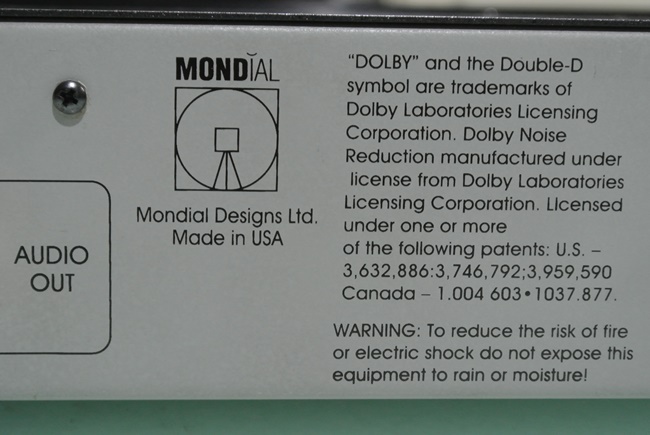 MONDĬAL
Mondial Designs Ltd.
Made in USA
AUDIO
OUT
"DOLBY" and the Double-D
symbol are trademarks of
Dolby Laboratories Licensing
Corporation. Dolby Noise
Reduction manufactured under
license from Dolby Laboratories
Licensing Corporation. LIcensed
under one or more
of the following patents: U.S. –
3,632,886:3,746,792;3,959,590
Canada – 1.004 603•1037.877.
WARNING: To reduce the risk of fire
or electric shock do not expose this
equipment to rain or moisture!